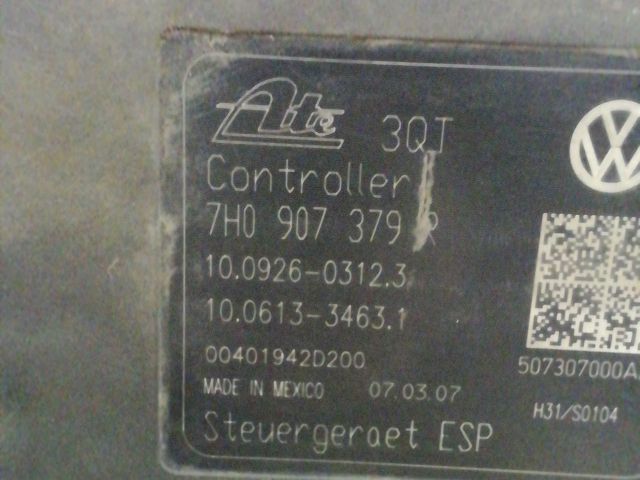 Ate 3QT
Controller
7H0 907 379 R
10.0926-0312.3
10.0613-3463.1
00401942D200
507307000A
MADE IN MEXICO 07.03.07
H31/S0104
Steuergeraet ESP